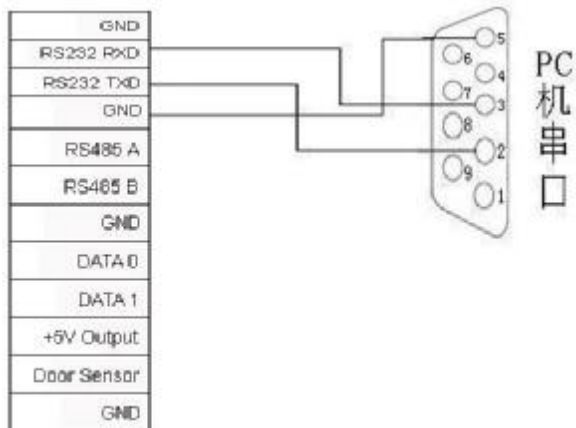 GND
RS232 RXD
RS232 TXD
GND
RS485 A
RS485 B
GND
DATA 0
DATA 1
+5V Output
Door Sensor
GND
5
6
4
7
3
8
2
9
1
PC
机
串
口